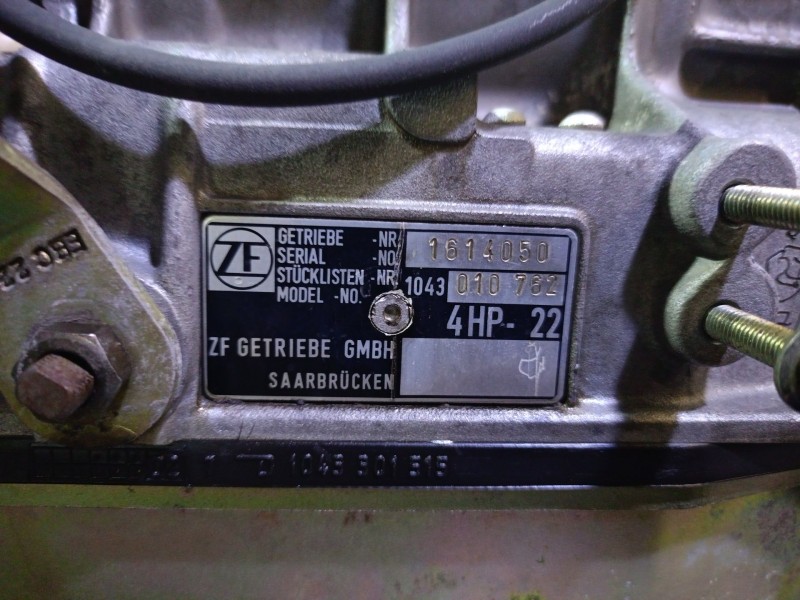 ZF
GETRIEBE -NR. 1614050
SERIAL -NO.
STÜCKLISTEN -NR. 1043 010 762
MODEL -NO.
4HP - 22
ZF GETRIEBE GMBH
SAARBRÜCKEN
1043 301 315